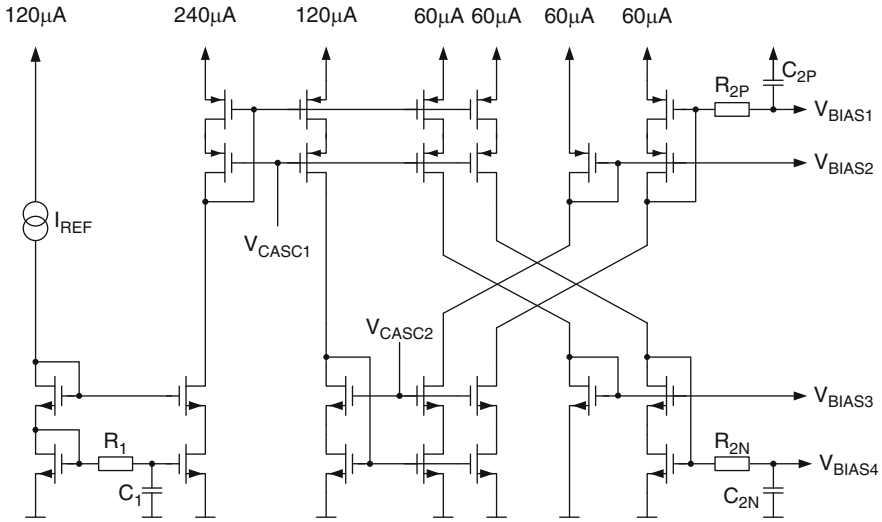 120μA 240μA 120μA 60μA 60μA 60μA 60μA
C2P
R2P
VBIAS1
VBIAS2
IREF
VCASC1
VCASC2
VBIAS3
R1
C1
R2N
VBIAS4
C2N